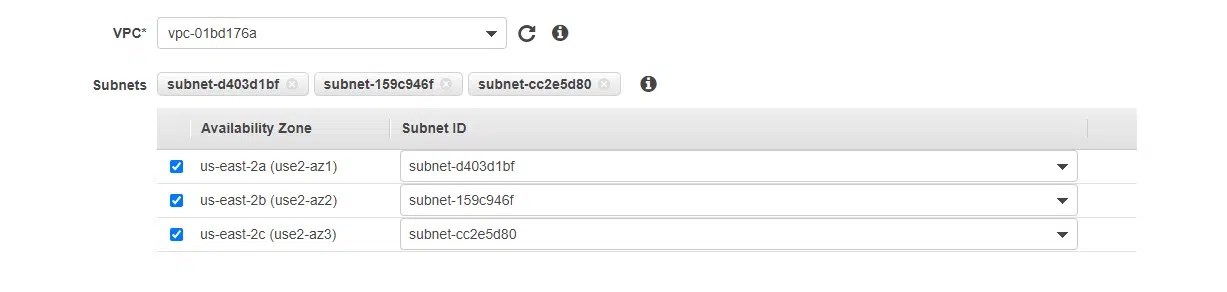 VPC* vpc-01bd176a
Subnets subnet-d403d1bf subnet-159c946f subnet-cc2e5d80
Availability Zone Subnet ID
us-east-2a (use2-az1) subnet-d403d1bf
us-east-2b (use2-az2) subnet-159c946f
us-east-2c (use2-az3) subnet-cc2e5d80